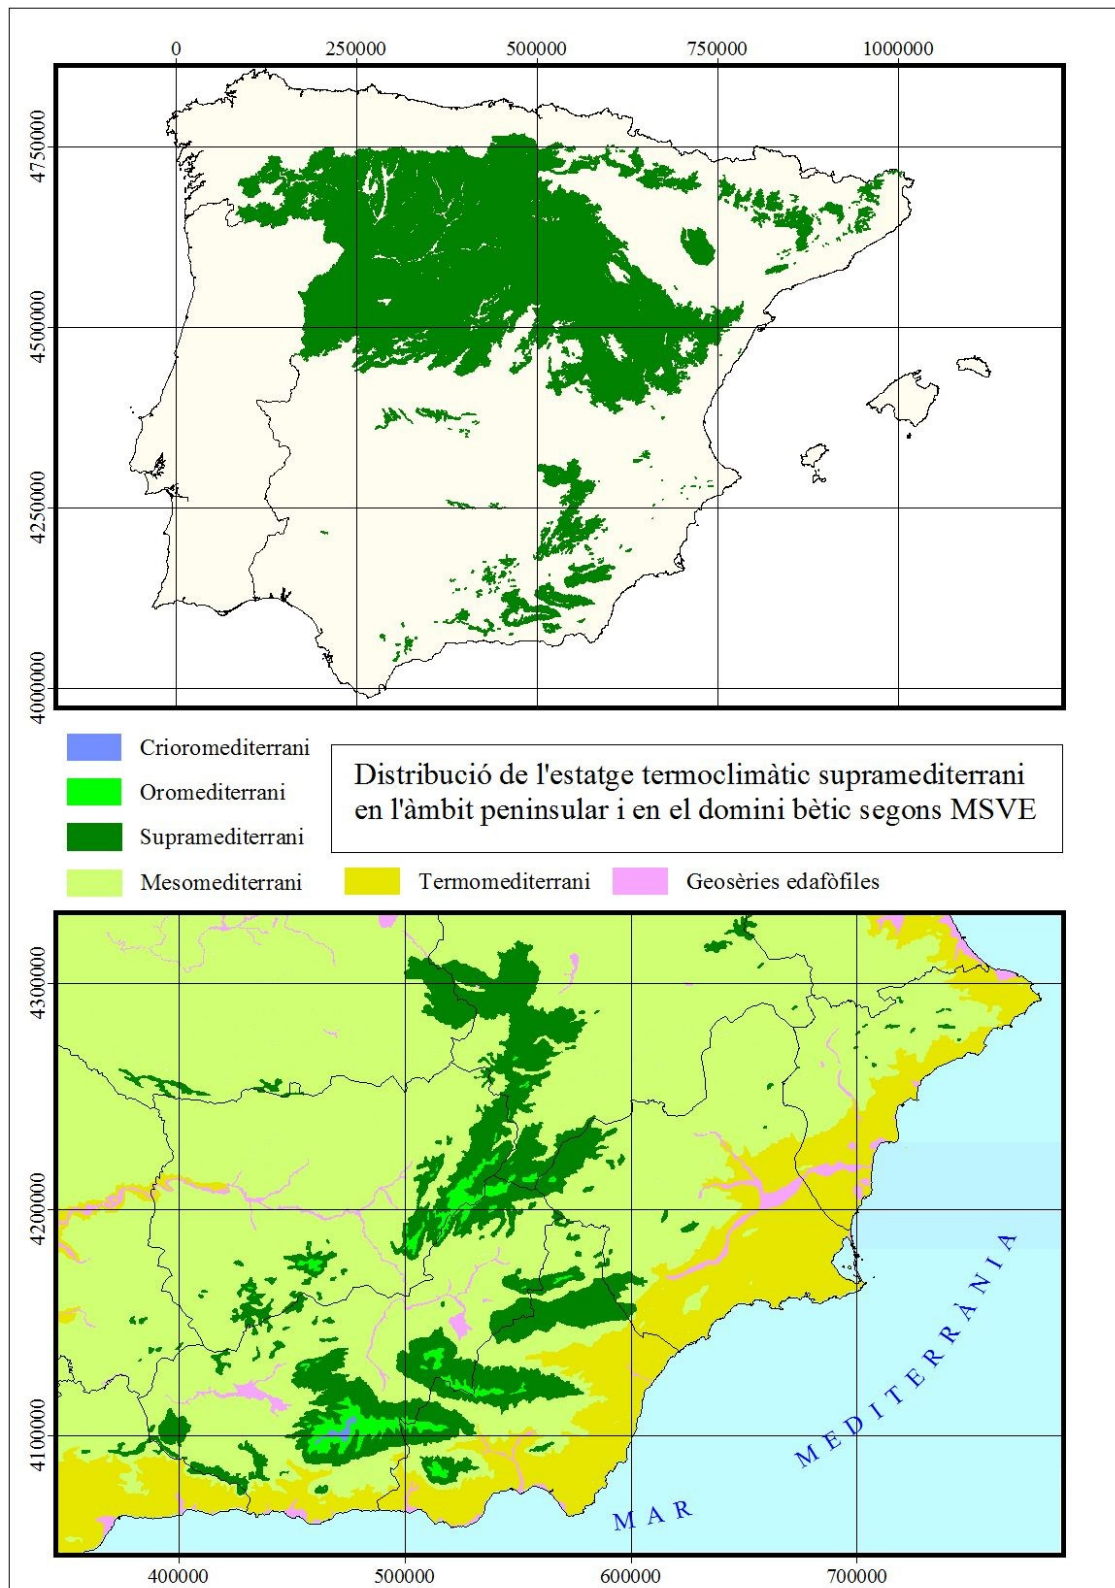 0 250000 500000 750000 1000000
4750000
4500000
4250000
4000000
Crioromediterrani
Oromediterrani
Supramediterrani
Mesomediterrani
Termomediterrani
Geosèries edafòfiles
Distribució de l'estatge termoclimàtic supramediterrani
en l'àmbit peninsular i en el domini bètic segons MSVE
4300000
4200000
4100000
MAR MEDITERRÀNIA
400000 500000 600000 700000